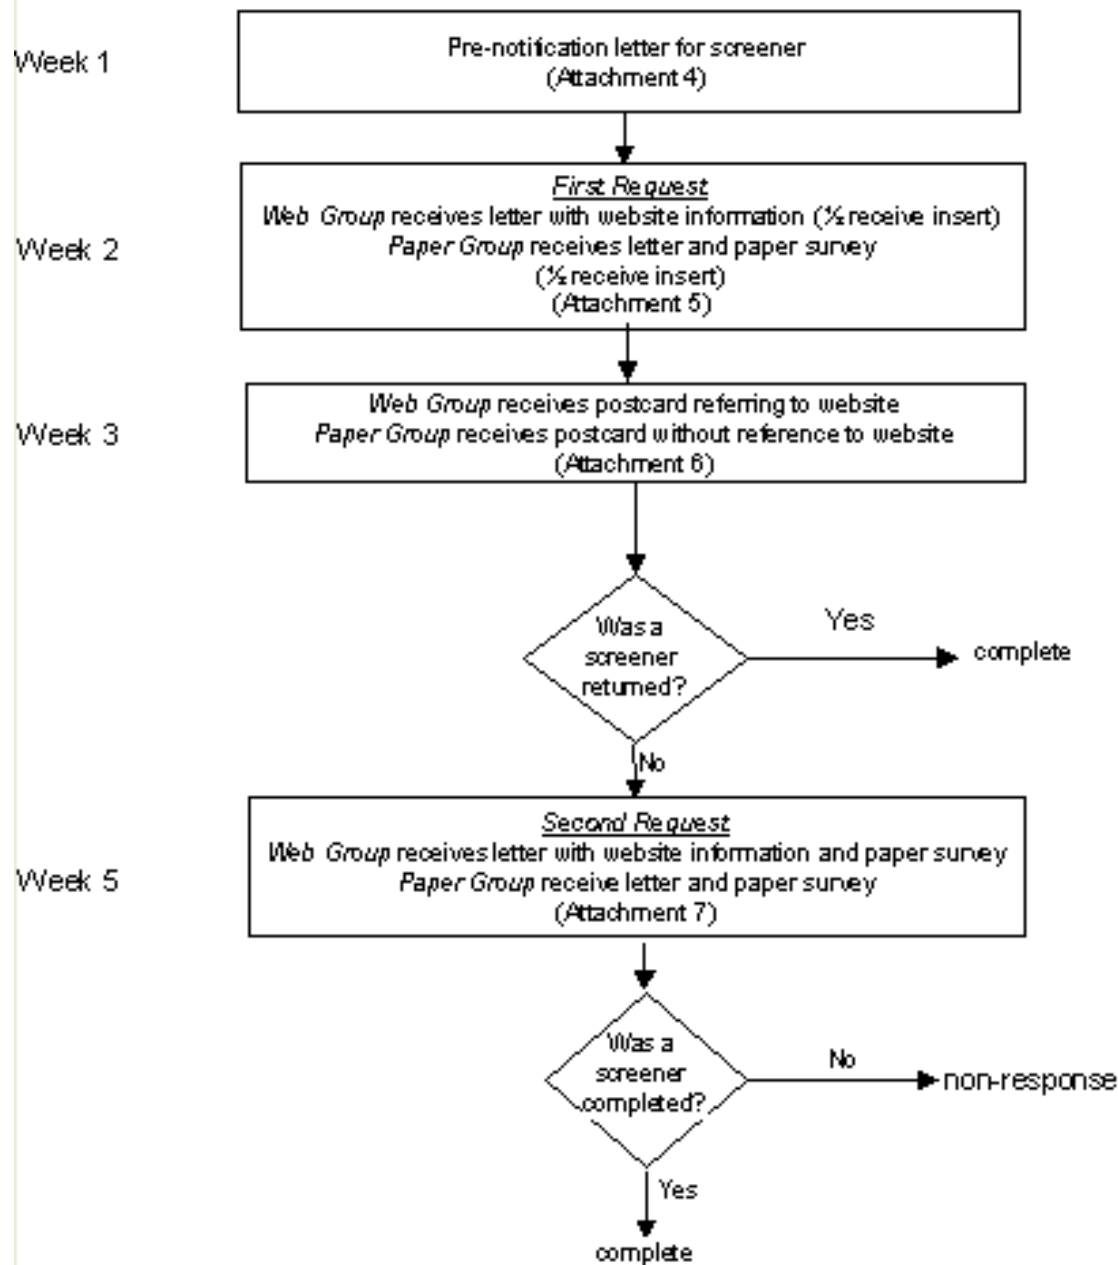 Week 1
Pre-notification letter for screener
(Attachment 4)
Week 2
First Request
Web Group receives letter with website information (½ receive insert)
Paper Group receives letter and paper survey
(½ receive insert)
(Attachment 5)
Week 3
Web Group receives postcard referring to website
Paper Group receives postcard without reference to website
(Attachment 6)
Was a
screener
returned?
Yes
complete
No
Week 5
Second Request
Web Group receives letter with website information and paper survey
Paper Group receive letter and paper survey
(Attachment 7)
Was a
screener
completed?
No
non-response
Yes
complete